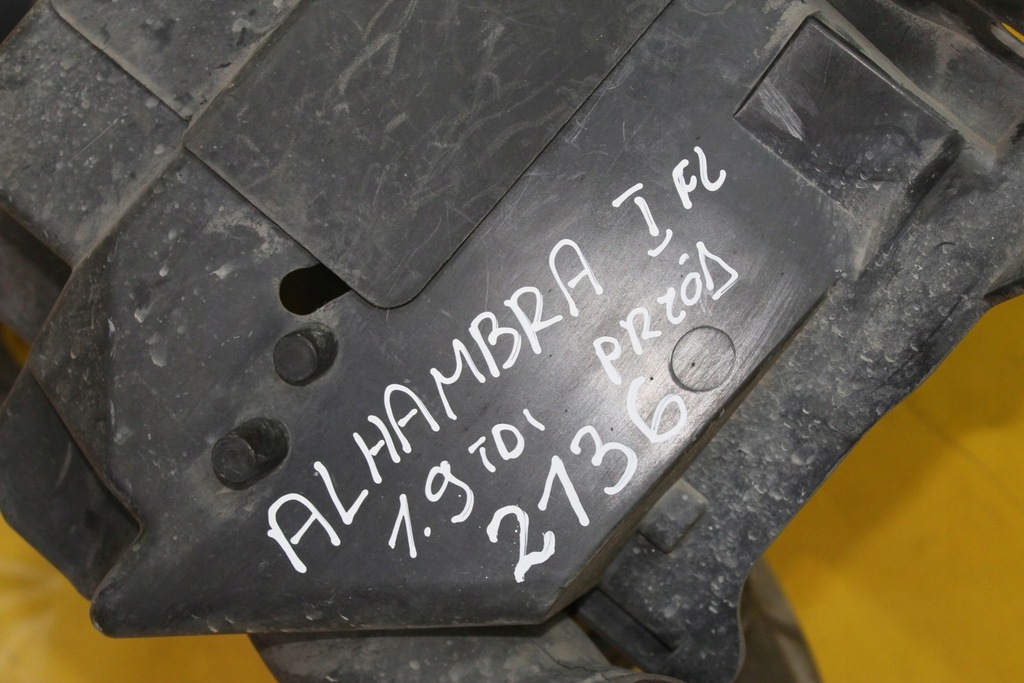 ALHAMBRA I FL
1.9 TDI PRZÓD
2136